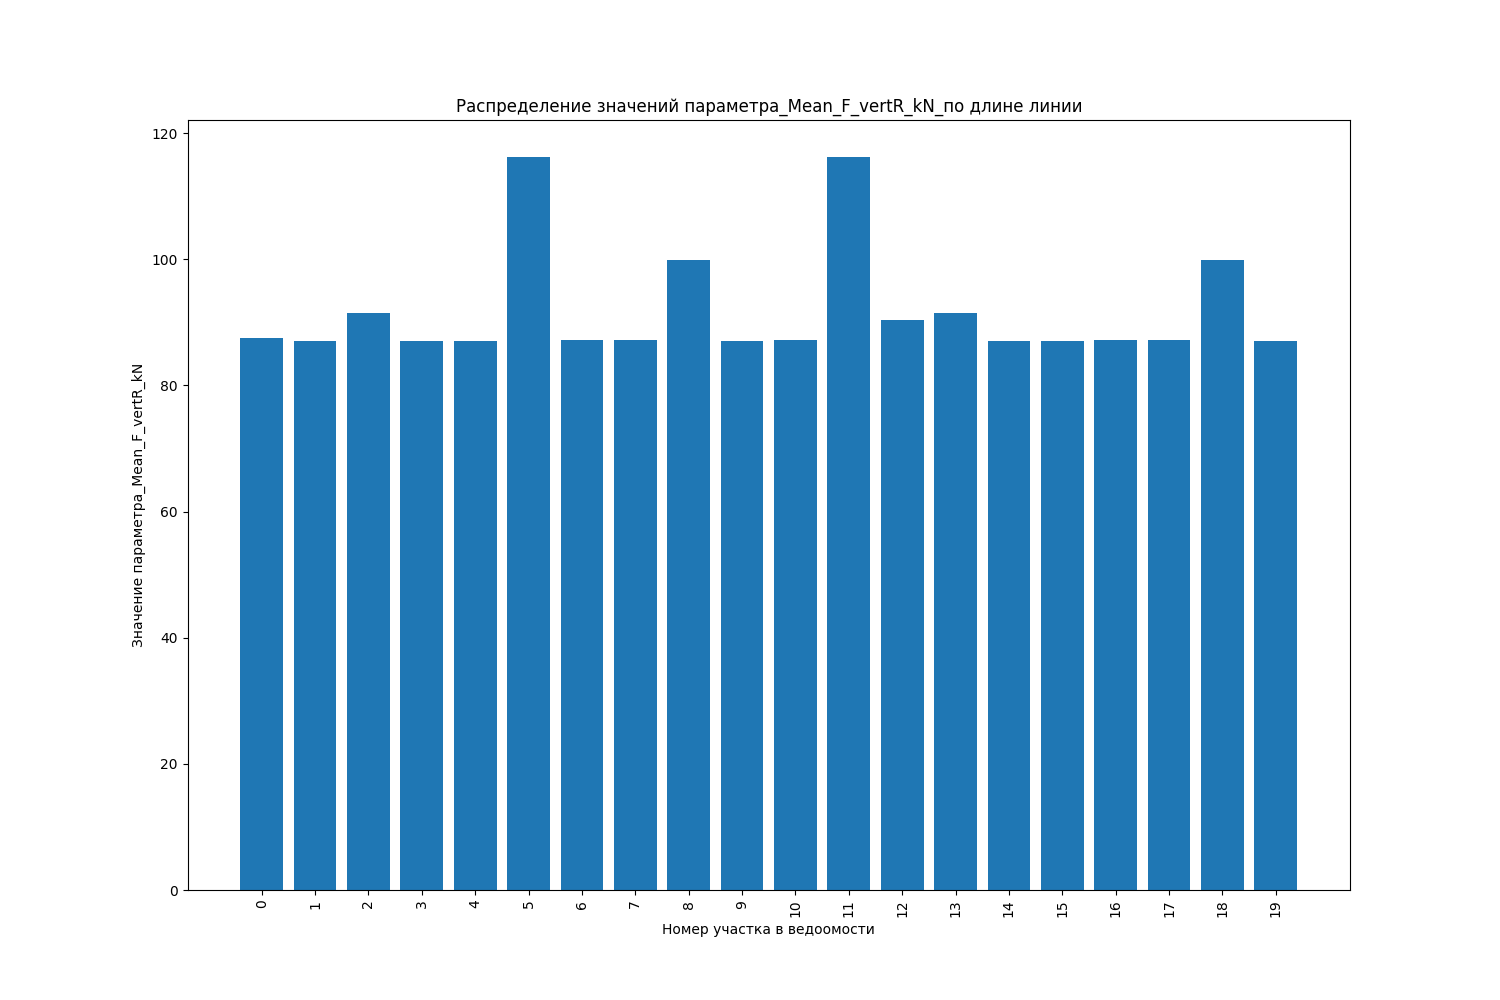 Распределение значений параметра_Mean_F_vertR_kN_по длине линии
Значение параметра_Mean_F_vertR_kN
120
100
80
60
40
20
0
0 1 2 3 4 5 6 7 8 9 10 11 12 13 14 15 16 17 18 19
Номер участка в ведоомости